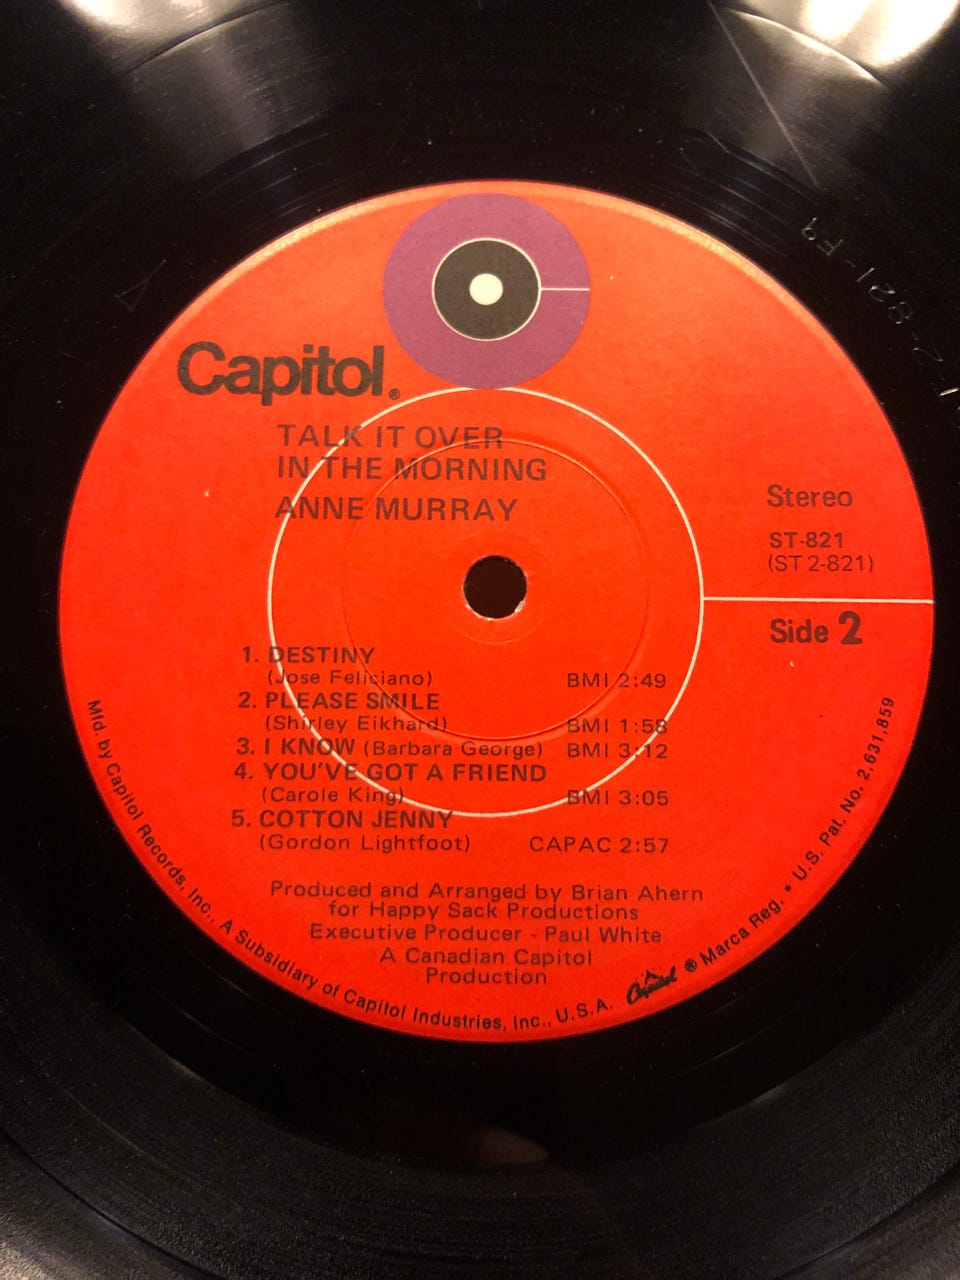 Capitol®
TALK IT OVER
IN THE MORNING
ANNE MURRAY
Stereo
ST-821
(ST 2-821)
Side 2
1. DESTINY
(Jose Feliciano) BMI 2:49
2. PLEASE SMILE
(Shirley Eikhard) BMI 1:58
3. I KNOW (Barbara George) BMI 3:12
4. YOU'VE GOT A FRIEND
(Carole King) BMI 3:05
5. COTTON JENNY
(Gordon Lightfoot) CAPAC 2:57
Produced and Arranged by Brian Ahern
for Happy Sack Productions
Executive Producer - Paul White
A Canadian Capitol
Production
Mfd. by Capitol Records, Inc., A Subsidiary of Capitol Industries, Inc., U.S.A. Capitol ® Marca Reg. • U.S. Pat. No. 2,631,859